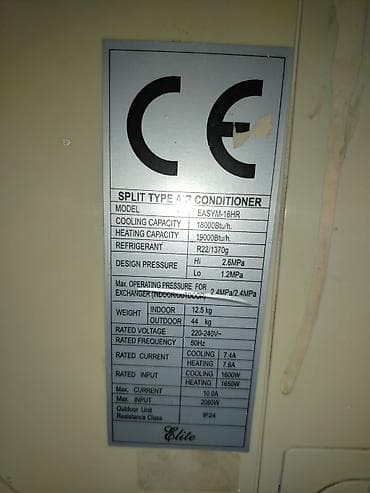 CE
SPLIT TYPE AIR CONDITIONER
MODEL EASYM-18HR
COOLING CAPACITY 18000Btu/h.
HEATING CAPACITY 19000Btu/h.
REFRIGERANT R22/1370g
DESIGN PRESSURE Hi 2.6MPa
Lo 1.2MPa
Max. OPERATING PRESSURE FOR
EXCHANGER (INDOOR/OUTDOOR) 2.4MPa/2.4MPa
WEIGHT INDOOR 12.5 kg
OUTDOOR 44 kg
RATED VOLTAGE 220-240V~
RATED FREQUENCY 50Hz
RATED CURRENT COOLING 7.4A
HEATING 7.6A
RATED INPUT COOLING 1600W
HEATING 1650W
Max. CURRENT 10.0A
Max. INPUT 2080W
Outdoor Unit
Resistance Class IP24
Elite